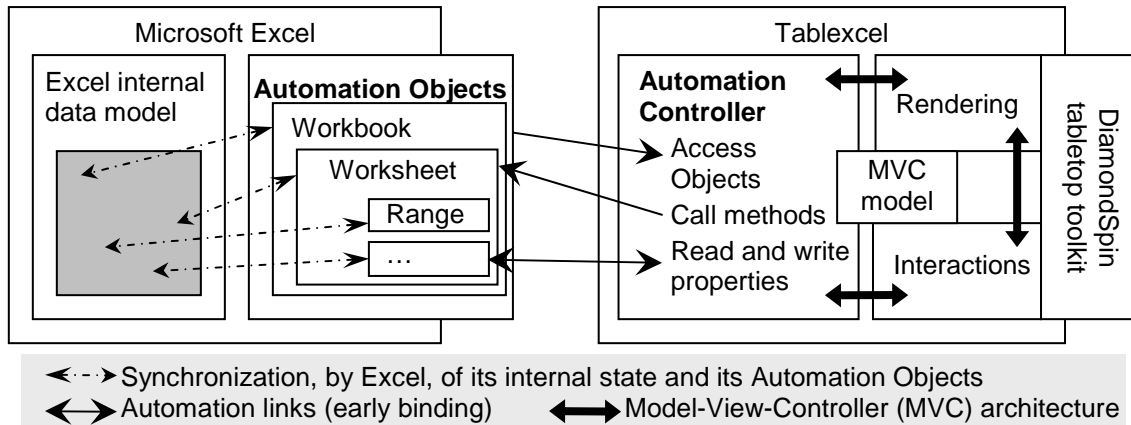 Microsoft Excel
Tablexcel
Excel internal
data model
Automation Objects
Workbook
Worksheet
Range
…
Automation
Controller
Access
Objects
Call methods
Read and write
properties
Rendering
MVC
model
Interactions
DiamondSpin
tabletop toolkit
Synchronization, by Excel, of its internal state and its Automation Objects
Automation links (early binding)
Model-View-Controller (MVC) architecture